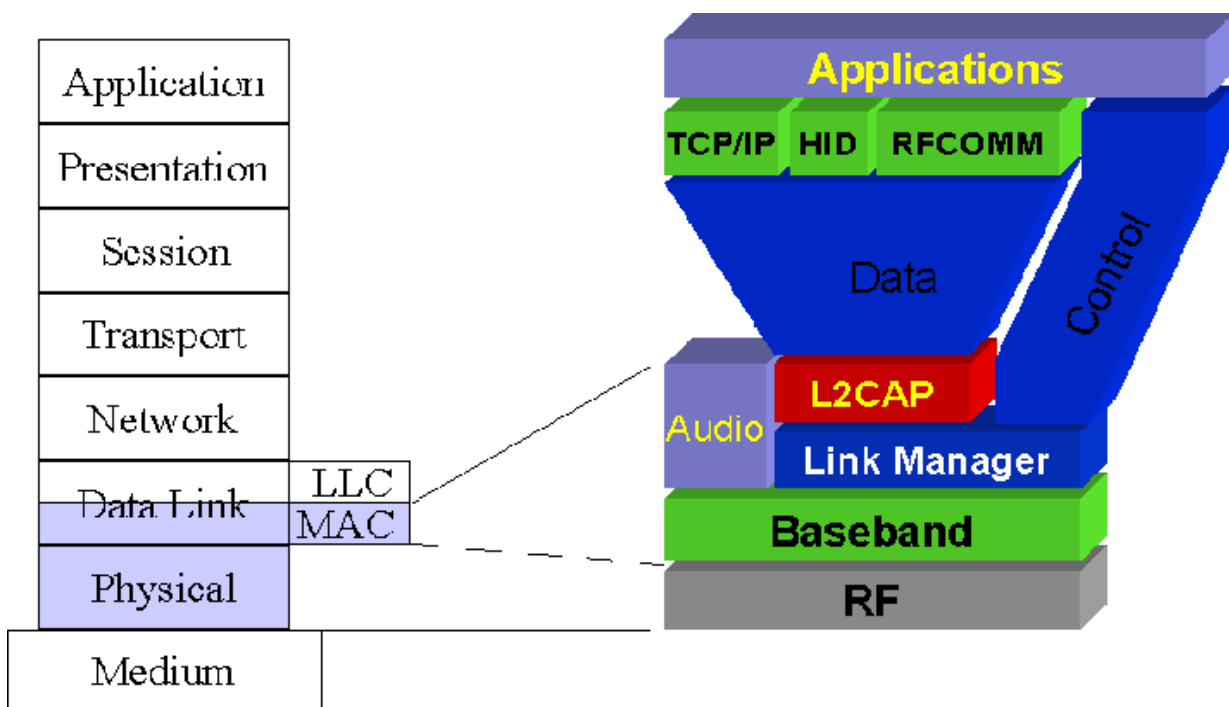 Application
Presentation
Session
Transport
Network
Data Link
LLC
MAC
Physical
Medium
Applications
TCP/IP
HID
RFCOMM
Data
Control
L2CAP
Audio
Link Manager
Baseband
RF